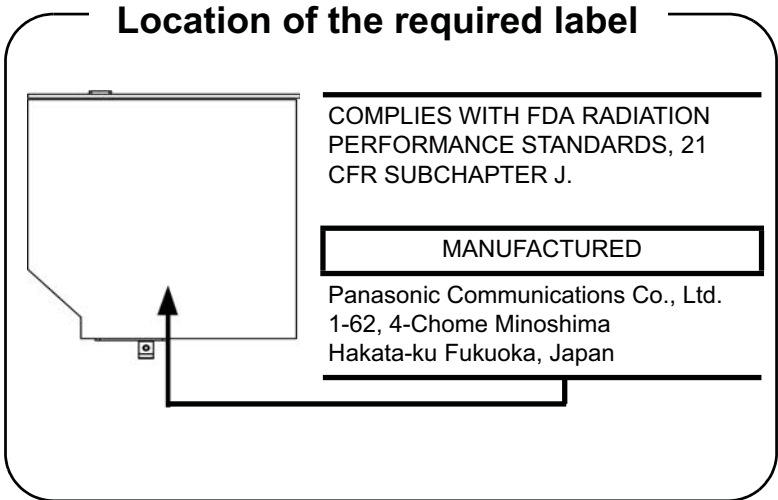 Location of the required label
COMPLIES WITH FDA RADIATION
PERFORMANCE STANDARDS, 21
CFR SUBCHAPTER J.
MANUFACTURED
Panasonic Communications Co., Ltd.
1-62, 4-Chome Minoshima
Hakata-ku Fukuoka, Japan